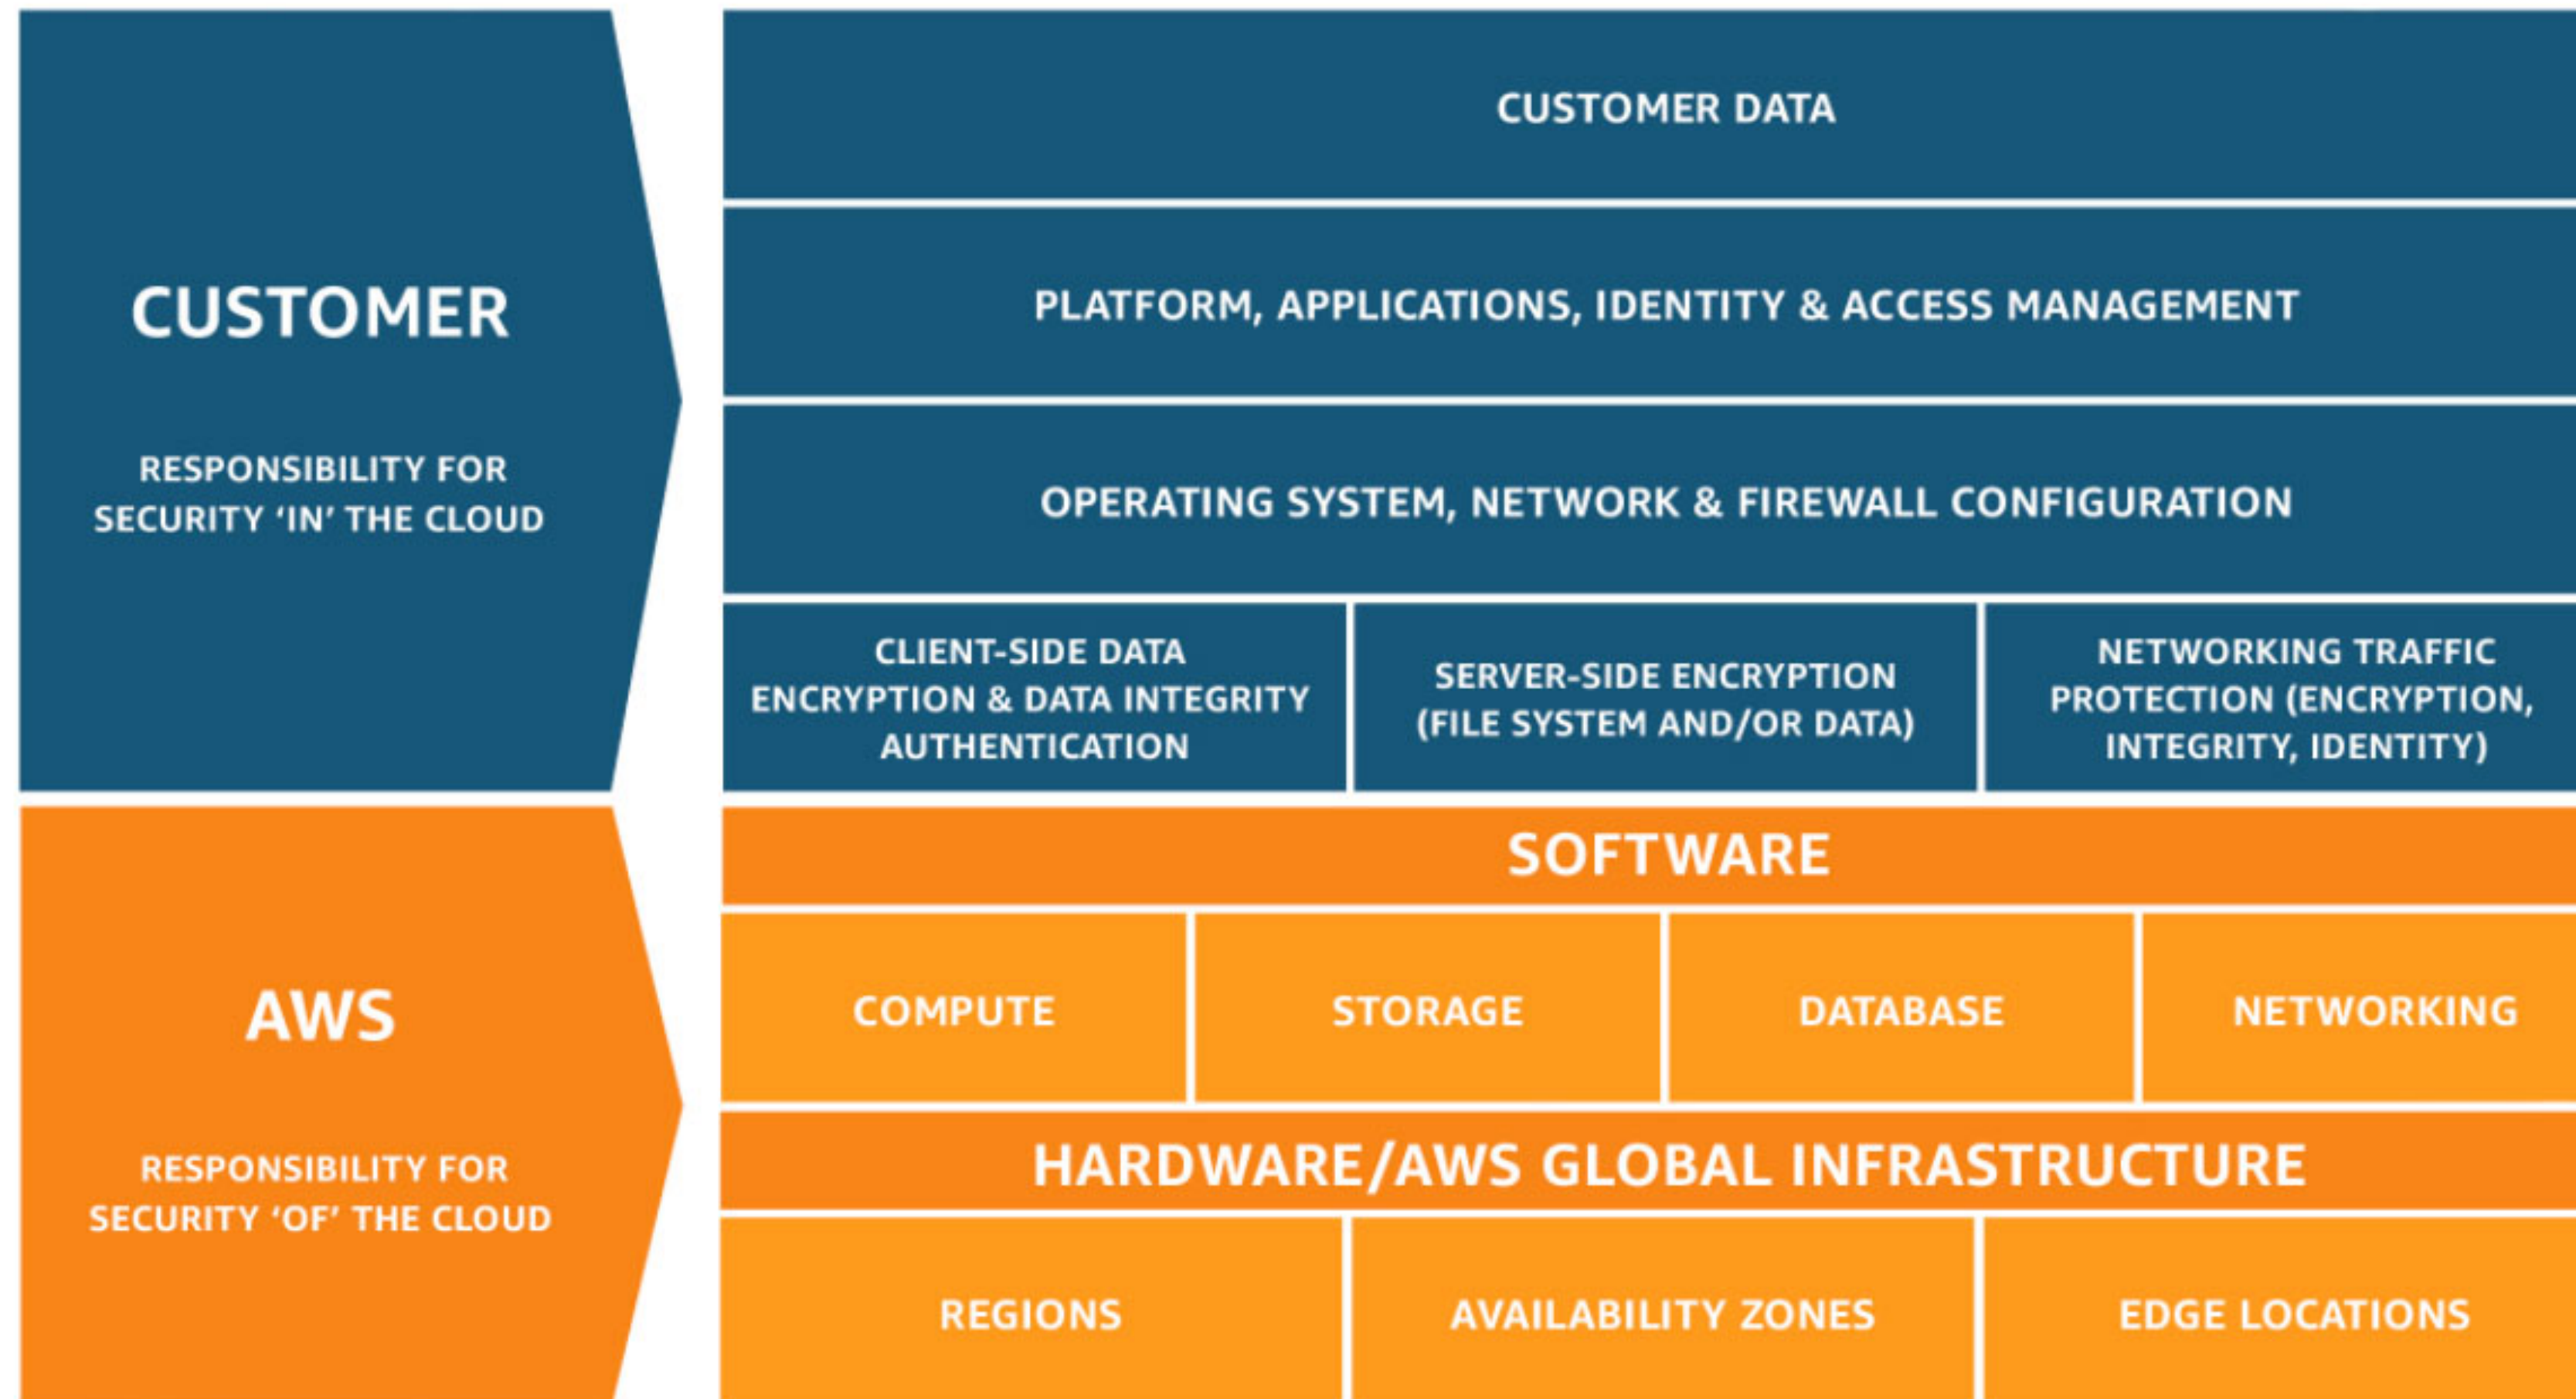 CUSTOMER
RESPONSIBILITY FOR
SECURITY ‘IN’ THE CLOUD
CUSTOMER DATA
PLATFORM, APPLICATIONS, IDENTITY & ACCESS MANAGEMENT
OPERATING SYSTEM, NETWORK & FIREWALL CONFIGURATION
CLIENT-SIDE DATA
ENCRYPTION & DATA INTEGRITY
AUTHENTICATION
SERVER-SIDE ENCRYPTION
(FILE SYSTEM AND/OR DATA)
NETWORKING TRAFFIC
PROTECTION (ENCRYPTION,
INTEGRITY, IDENTITY)
AWS
RESPONSIBILITY FOR
SECURITY ‘OF’ THE CLOUD
SOFTWARE
COMPUTE
STORAGE
DATABASE
NETWORKING
HARDWARE/AWS GLOBAL INFRASTRUCTURE
REGIONS
AVAILABILITY ZONES
EDGE LOCATIONS